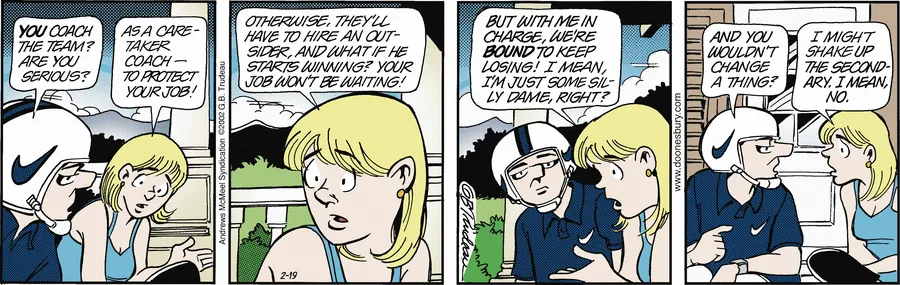 YOU COACH
THE TEAM?
ARE YOU
SERIOUS?
AS A CARE-
TAKER
COACH —
TO PROTECT
YOUR JOB!
Andrews McMeel Syndication ©2002 G.B. Trudeau
OTHERWISE, THEY'LL
HAVE TO HIRE AN OUT-
SIDER, AND WHAT IF HE
STARTS WINNING? YOUR
JOB WON'T BE WAITING!
2-19
BUT WITH ME IN
CHARGE, WE'RE
BOUND TO KEEP
LOSING! I MEAN,
I'M JUST SOME SIL-
LY DAME, RIGHT?
©GBTrudeau
www.doonesbury.com
AND YOU
WOULDN'T
CHANGE
A THING?
I MIGHT
SHAKE UP
THE SECOND-
ARY. I MEAN,
NO.